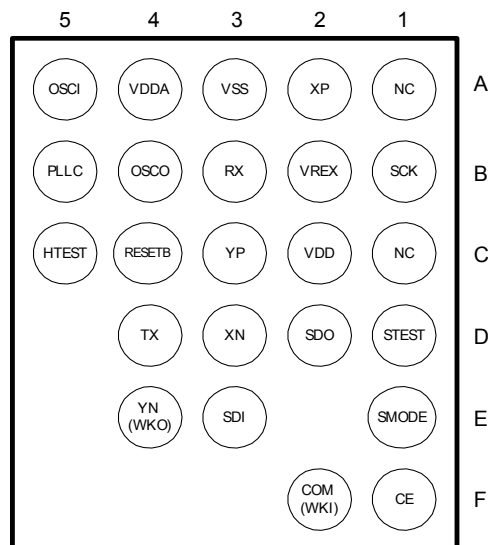 5 4 3 2 1
OSCI VDDA VSS XP NC A
PLLC OSCO RX VREX SCK B
HTEST RESETB YP VDD NC C
TX XN SDO STEST D
YN
(WKO) SDI SMODE E
COM
(WKI) CE F